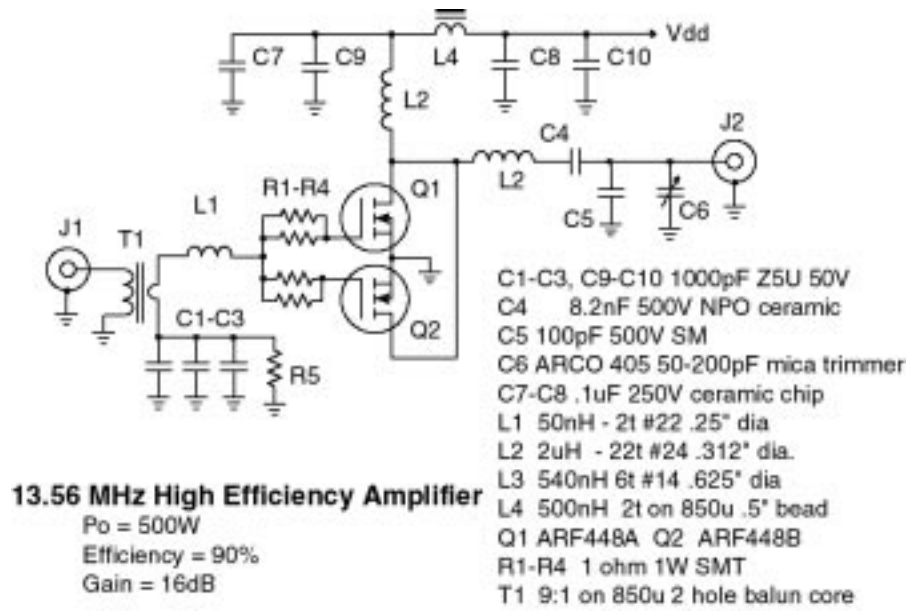 Vdd
C7
C9
L4
C8
C10
L2
C4
J2
R1-R4
Q1
L2
L1
C5
C6
J1
T1
C1-C3
Q2
R5
C1-C3, C9-C10 1000pF Z5U 50V
C4 8.2nF 500V NPO ceramic
C5 100pF 500V SM
C6 ARCO 405 50-200pF mica trimmer
C7-C8 .1uF 250V ceramic chip
L1 50nH - 2t #22 .25" dia
L2 2uH - 22t #24 .312" dia.
L3 540nH 6t #14 .625" dia
L4 500nH 2t on 850u .5" bead
Q1 ARF448A Q2 ARF448B
R1-R4 1 ohm 1W SMT
T1 9:1 on 850u 2 hole balun core
13.56 MHz High Efficiency Amplifier
Po = 500W
Efficiency = 90%
Gain = 16dB